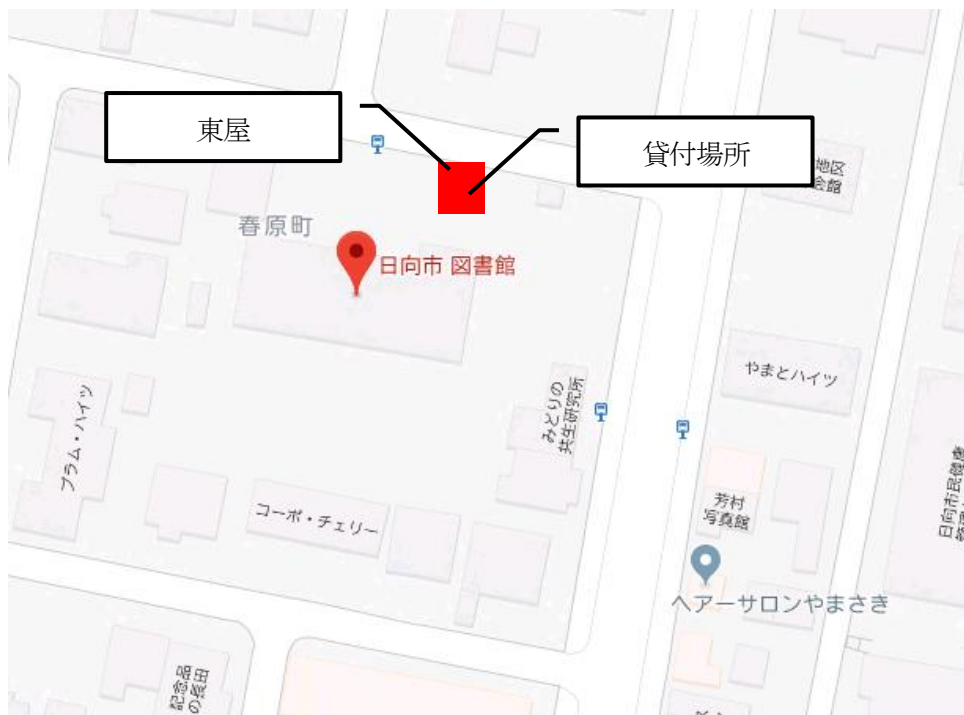 東屋
貸付場所
地区
会館
春原町
日向市 図書館
やまとハイツ
みどりの
共生研究所
プラム・ハイツ
コーポ・チェリー
芳村
写真館
日向市民健康
ヘアーサロンやまさき
記念品
の長田